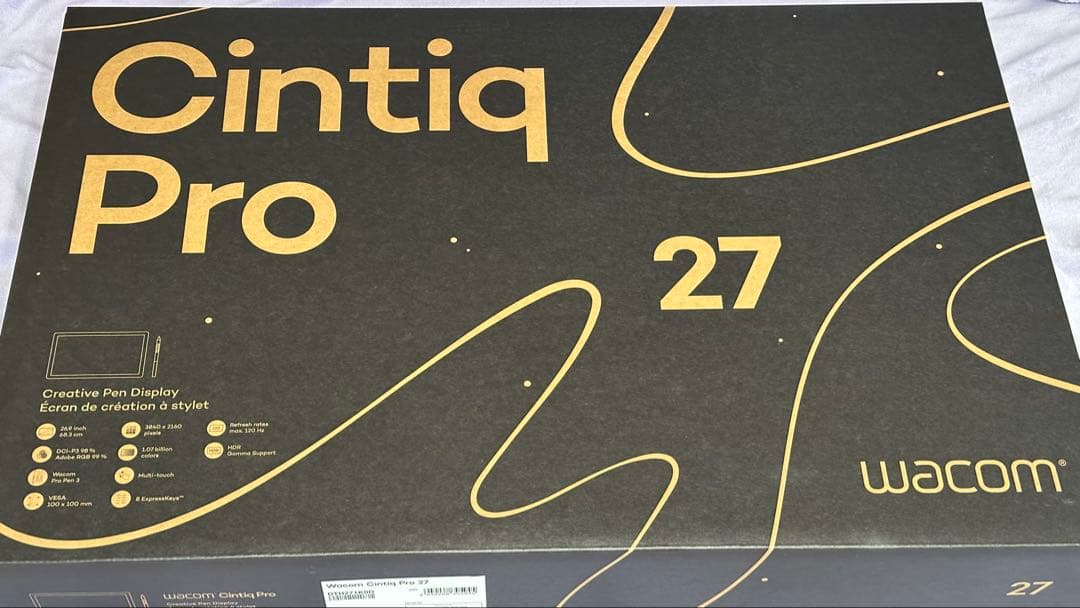 Cintiq
Pro
27
Creative Pen Display
Écran de création à stylet
26.9 inch
68.3 cm
3840 x 2160
pixels
Refresh rates
max. 120 Hz
DCI-P3 98 %
Adobe RGB 99 %
1.07 billion
colors
HDR
Gamma Support
Wacom
Pro Pen 3
Multi-touch
VESA
100 x 100 mm
8 ExpressKeys™
wacom®
Wacom Cintiq Pro 27
wacom Cintiq Pro
Creative Pen Display
27